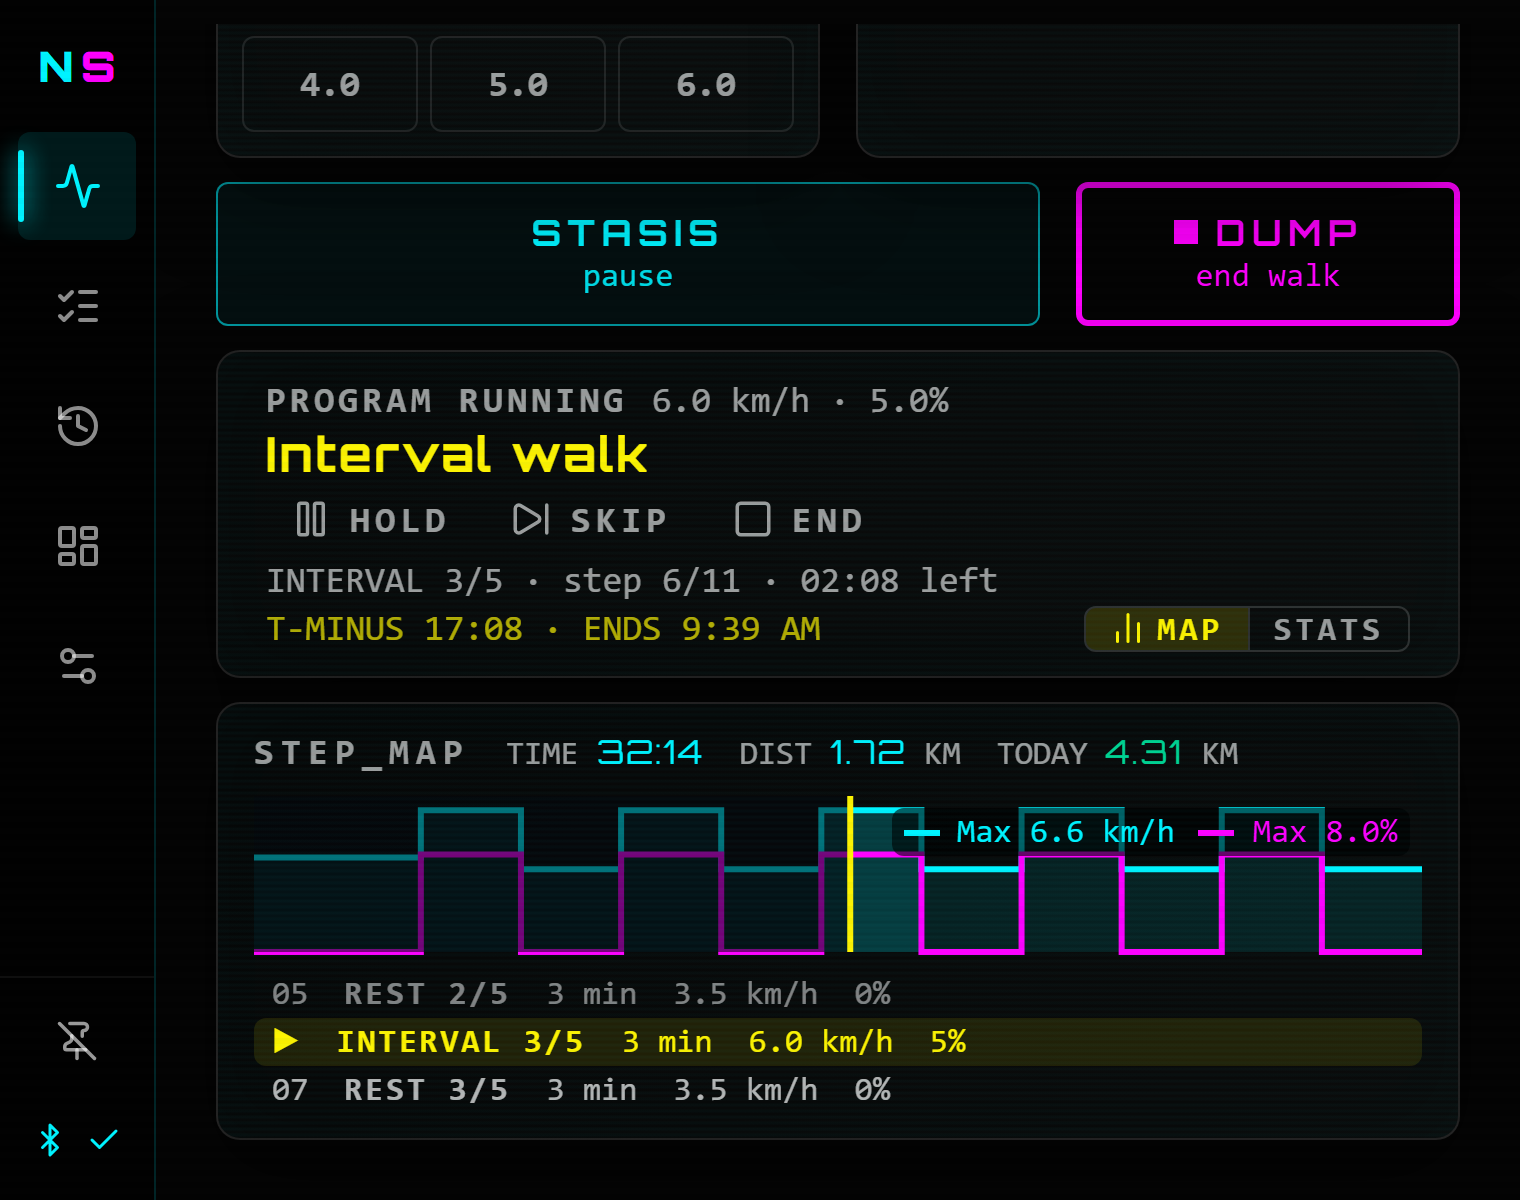 NS
4.0 5.0 6.0
STASIS
pause
DUMP
end walk
PROGRAM RUNNING 6.0 km/h · 5.0%
Interval walk
HOLD SKIP END
INTERVAL 3/5 · step 6/11 · 02:08 left
T-MINUS 17:08 · ENDS 9:39 AM
MAP STATS
STEP_MAP TIME 32:14 DIST 1.72 KM TODAY 4.31 KM
Max 6.6 km/h Max 8.0%
05 REST 2/5 3 min 3.5 km/h 0%
INTERVAL 3/5 3 min 6.0 km/h 5%
07 REST 3/5 3 min 3.5 km/h 0%